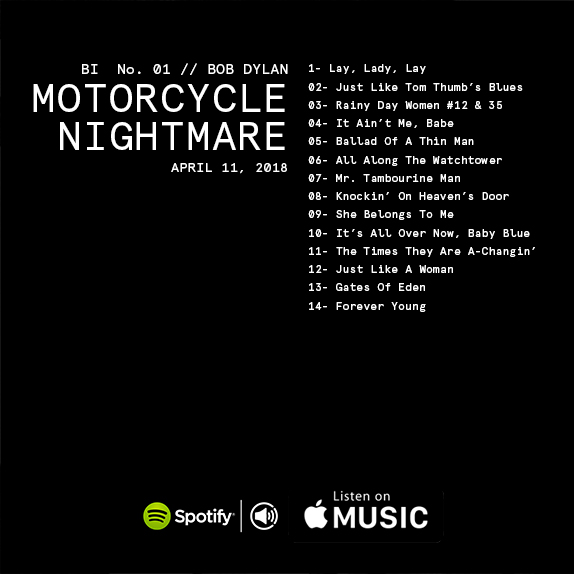 BI No. 01 // BOB DYLAN
MOTORCYCLE
NIGHTMARE
APRIL 11, 2018
1- Lay, Lady, Lay
02- Just Like Tom Thumb's Blues
03- Rainy Day Women #12 & 35
04- It Ain't Me, Babe
05- Ballad Of A Thin Man
06- All Along The Watchtower
07- Mr. Tambourine Man
08- Knockin' On Heaven's Door
09- She Belongs To Me
10- It's All Over Now, Baby Blue
11- The Times They Are A-Changin'
12- Just Like A Woman
13- Gates Of Eden
14- Forever Young
Spotify
Listen on
MUSIC